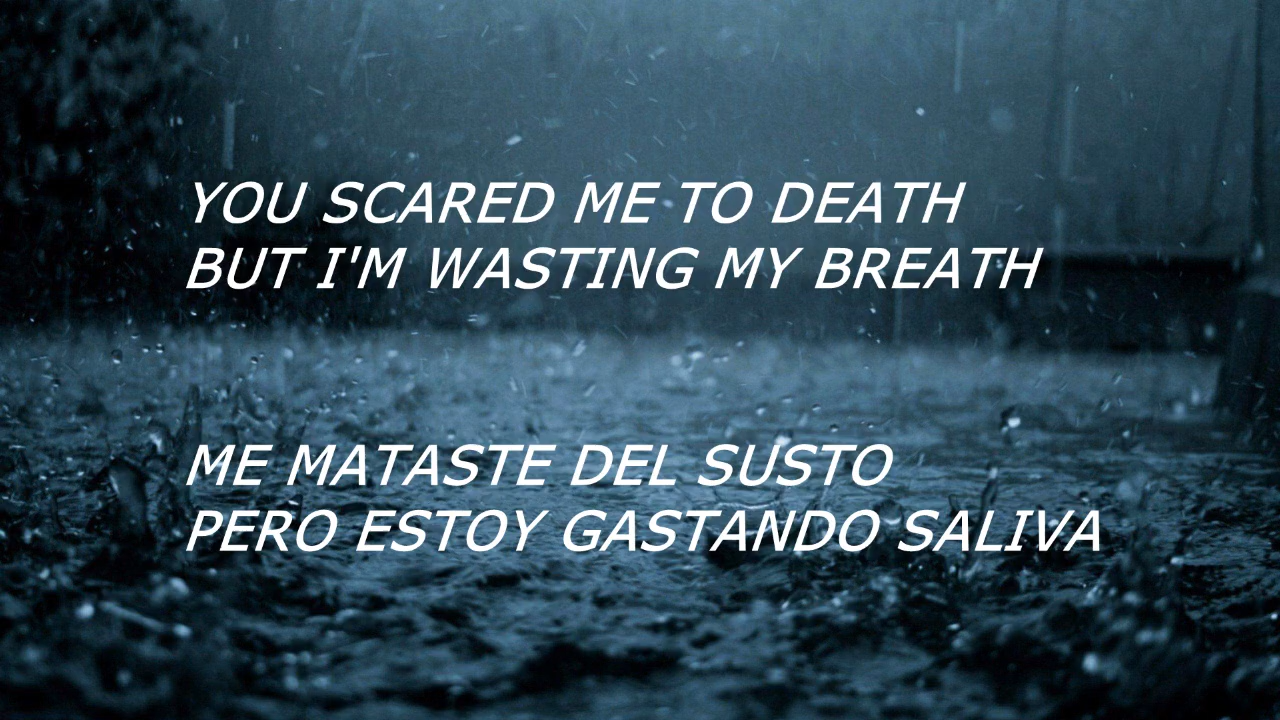 YOU SCARED ME TO DEATH
BUT I'M WASTING MY BREATH
ME MATASTE DEL SUSTO
PERO ESTOY GASTANDO SALIVA